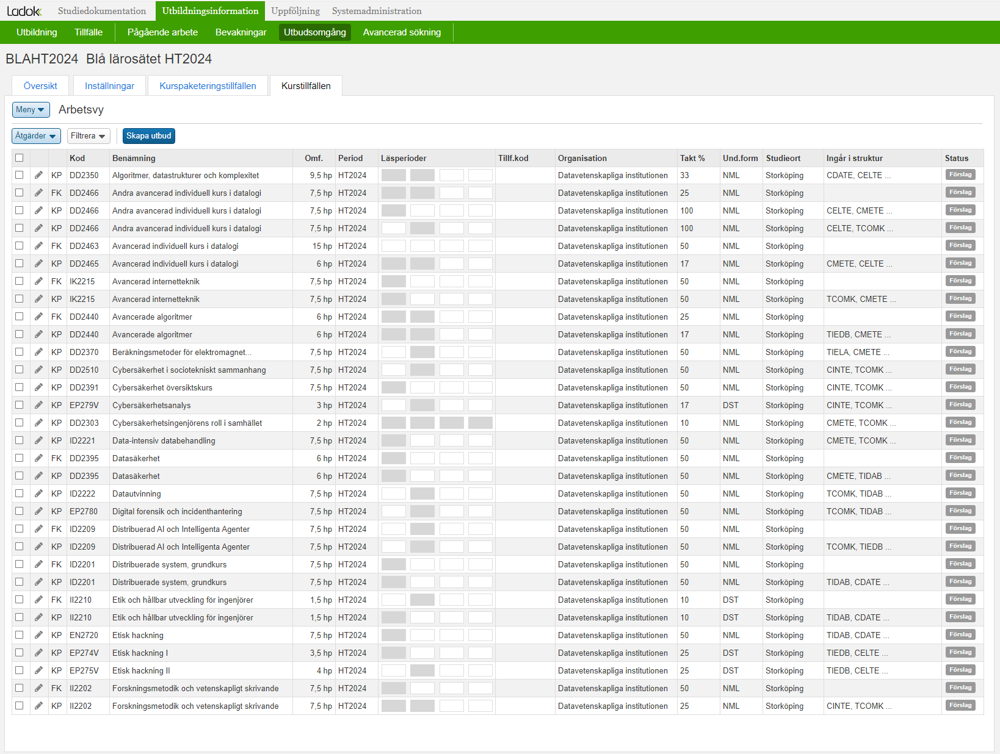 Ladok Studiedokumentation Utbildningsinformation Uppföljning Systemadministration
Utbildning Tillfälle Pågående arbete Bevakningar Utbudsomgång Avancerad sökning
BLAHT2024 Blå lärosätet HT2024
Översikt Inställningar Kurspaketeringstillfällen Kurstillfällen
Meny Arbetsvy
Åtgärder Filtrera Skapa utbud
Kod Benämning Omf. Period Läsperioder Tillf.kod Organisation Takt % Und.form Studieort Ingår i struktur Status
KP DD2350 Algoritmer, datastrukturer och komplexitet 9,5 hp HT2024 Datavetenskapliga institutionen 33 NML Storköping CDATE, CELTE ... Förslag
FK DD2466 Andra avancerad individuell kurs i datalogi 7,5 hp HT2024 Datavetenskapliga institutionen 25 NML Storköping Förslag
KP DD2466 Andra avancerad individuell kurs i datalogi 7,5 hp HT2024 Datavetenskapliga institutionen 100 NML Storköping CELTE, CMETE ... Förslag
KP DD2466 Andra avancerad individuell kurs i datalogi 7,5 hp HT2024 Datavetenskapliga institutionen 100 NML Storköping CELTE, TCOMK ... Förslag
FK DD2463 Avancerad individuell kurs i datalogi 15 hp HT2024 Datavetenskapliga institutionen 50 NML Storköping Förslag
KP DD2465 Avancerad individuell kurs i datalogi 6 hp HT2024 Datavetenskapliga institutionen 17 NML Storköping CMETE, CELTE ... Förslag
FK IK2215 Avancerad internetteknik 7,5 hp HT2024 Datavetenskapliga institutionen 50 NML Storköping Förslag
KP IK2215 Avancerad internetteknik 7,5 hp HT2024 Datavetenskapliga institutionen 50 NML Storköping TCOMK, CMETE ... Förslag
FK DD2440 Avancerade algoritmer 6 hp HT2024 Datavetenskapliga institutionen 25 NML Storköping Förslag
KP DD2440 Avancerade algoritmer 6 hp HT2024 Datavetenskapliga institutionen 17 NML Storköping TIEDB, CMETE ... Förslag
KP DD2370 Beräkningsmetoder för elektromagnet... 7,5 hp HT2024 Datavetenskapliga institutionen 50 NML Storköping TIELA, CMETE ... Förslag
KP DD2510 Cybersäkerhet i sociotekniskt sammanhang 7,5 hp HT2024 Datavetenskapliga institutionen 50 NML Storköping CINTE, TCOMK ... Förslag
KP DD2391 Cybersäkerhet översiktskurs 7,5 hp HT2024 Datavetenskapliga institutionen 50 NML Storköping CINTE, TCOMK ... Förslag
KP EP279V Cybersäkerhetsanalys 3 hp HT2024 Datavetenskapliga institutionen 17 DST Storköping CINTE, TCOMK ... Förslag
KP DD2303 Cybersäkerhetsingenjörens roll i samhället 2 hp HT2024 Datavetenskapliga institutionen 10 NML Storköping CMETE, TCOMK ... Förslag
KP ID2221 Data-intensiv databehandling 7,5 hp HT2024 Datavetenskapliga institutionen 50 NML Storköping CMETE, TCOMK ... Förslag
FK DD2395 Datasäkerhet 6 hp HT2024 Datavetenskapliga institutionen 50 NML Storköping Förslag
KP DD2395 Datasäkerhet 6 hp HT2024 Datavetenskapliga institutionen 50 NML Storköping CMETE, TIDAB ... Förslag
KP ID2222 Datautvinning 7,5 hp HT2024 Datavetenskapliga institutionen 50 NML Storköping TCOMK, TIDAB ... Förslag
KP EP2780 Digital forensik och incidenthantering 7,5 hp HT2024 Datavetenskapliga institutionen 50 NML Storköping TCOMK, TIDAB ... Förslag
FK ID2209 Distribuerad AI och Intelligenta Agenter 7,5 hp HT2024 Datavetenskapliga institutionen 50 NML Storköping Förslag
KP ID2209 Distribuerad AI och Intelligenta Agenter 7,5 hp HT2024 Datavetenskapliga institutionen 50 NML Storköping TCOMK, TIEDB ... Förslag
FK ID2201 Distribuerade system, grundkurs 7,5 hp HT2024 Datavetenskapliga institutionen 50 NML Storköping Förslag
KP ID2201 Distribuerade system, grundkurs 7,5 hp HT2024 Datavetenskapliga institutionen 50 NML Storköping TIDAB, CDATE ... Förslag
FK II2210 Etik och hållbar utveckling för ingenjörer 1,5 hp HT2024 Datavetenskapliga institutionen 10 DST Storköping Förslag
KP II2210 Etik och hållbar utveckling för ingenjörer 1,5 hp HT2024 Datavetenskapliga institutionen 10 DST Storköping TIDAB, CDATE ... Förslag
KP EN2720 Etisk hackning 7,5 hp HT2024 Datavetenskapliga institutionen 50 NML Storköping TIDAB, CDATE ... Förslag
KP EP274V Etisk hackning I 3,5 hp HT2024 Datavetenskapliga institutionen 25 DST Storköping TIEDB, CELTE ... Förslag
KP EP275V Etisk hackning II 4 hp HT2024 Datavetenskapliga institutionen 25 DST Storköping TIEDB, CELTE ... Förslag
FK II2202 Forskningsmetodik och vetenskapligt skrivande 7,5 hp HT2024 Datavetenskapliga institutionen 50 NML Storköping Förslag
KP II2202 Forskningsmetodik och vetenskapligt skrivande 7,5 hp HT2024 Datavetenskapliga institutionen 25 NML Storköping CINTE, TCOMK ... Förslag